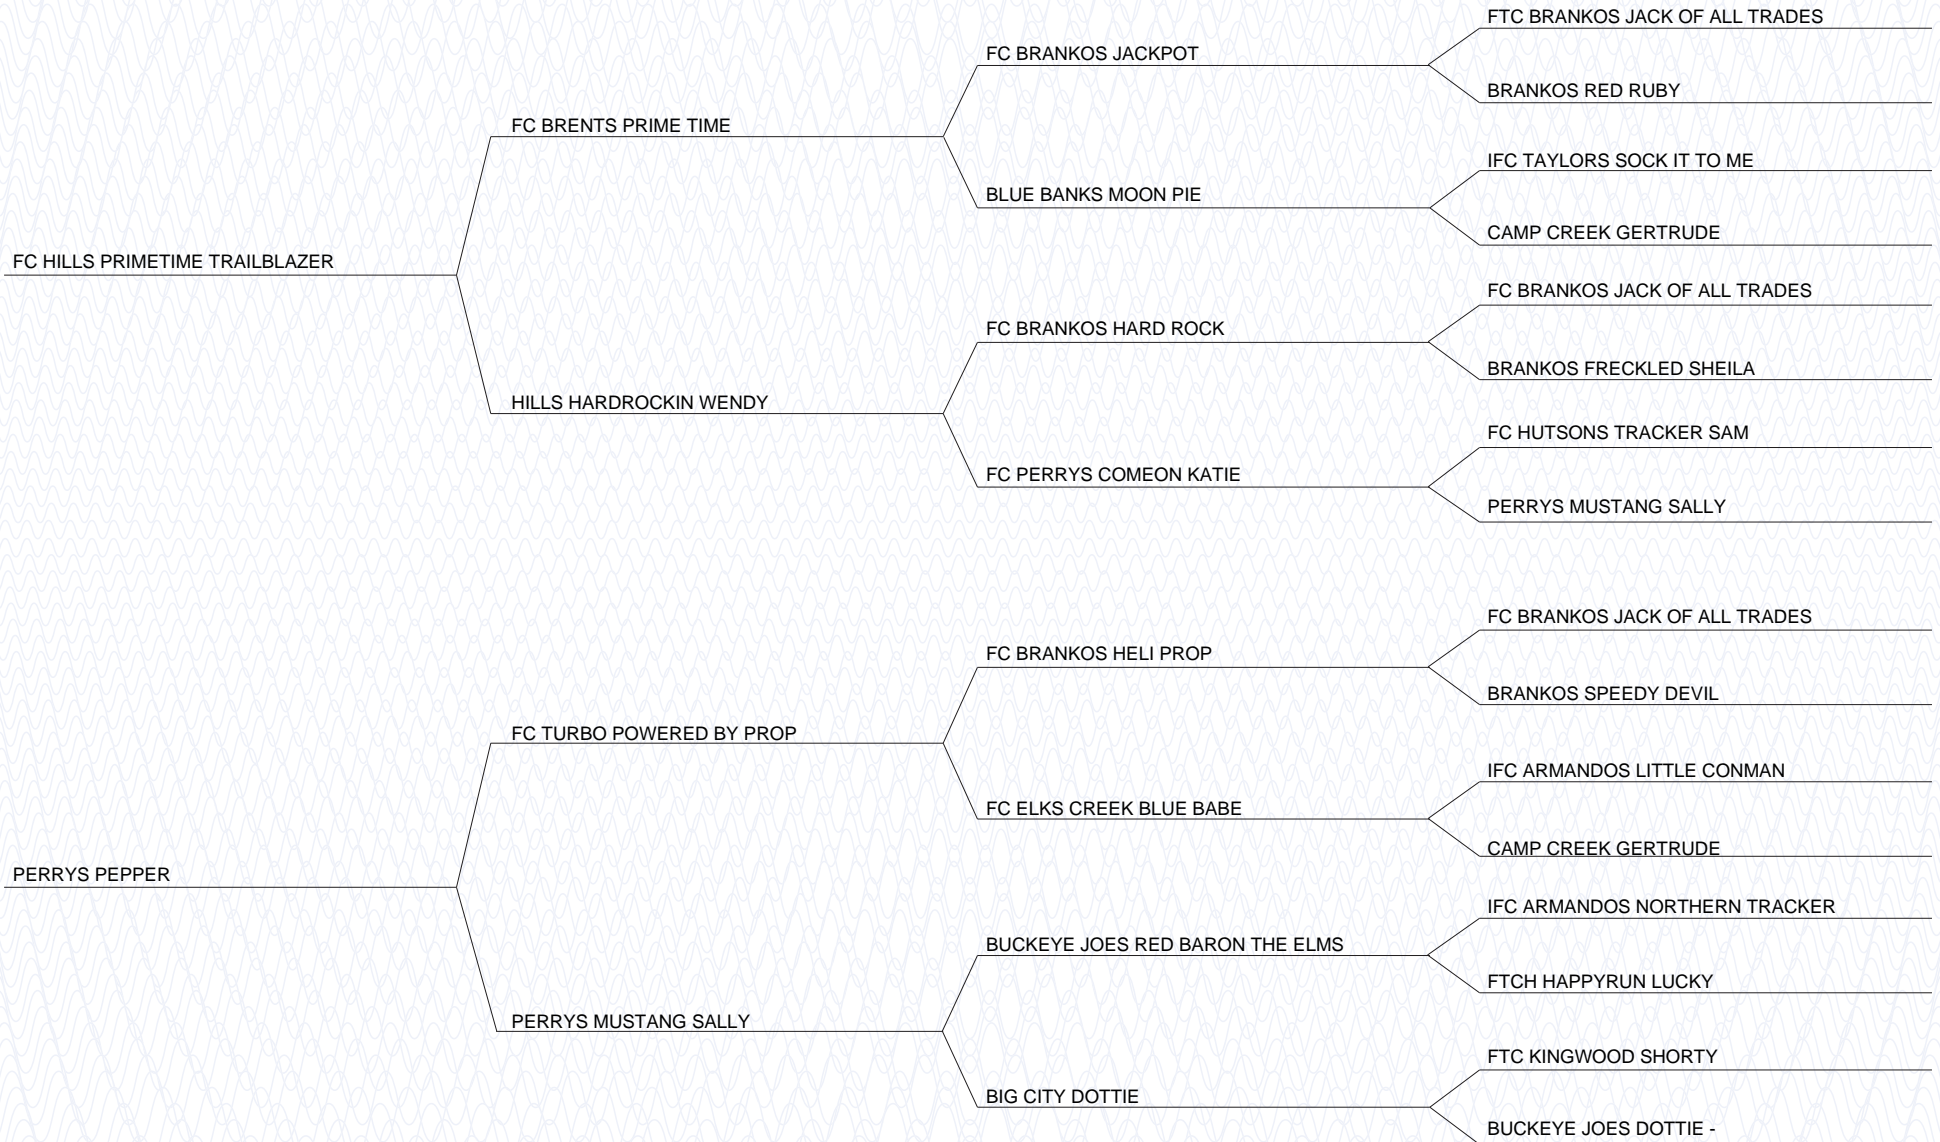 FTC BRANKOS JACK OF ALL TRADES
FC BRANKOS JACKPOT
BRANKOS RED RUBY
FC BRENTS PRIME TIME
IFC TAYLORS SOCK IT TO ME
BLUE BANKS MOON PIE
CAMP CREEK GERTRUDE
FC HILLS PRIMETIME TRAILBLAZER
FC BRANKOS JACK OF ALL TRADES
FC BRANKOS HARD ROCK
BRANKOS FRECKLED SHEILA
HILLS HARDROCKIN WENDY
FC HUTSONS TRACKER SAM
FC PERRYS COMEON KATIE
PERRYS MUSTANG SALLY
FC BRANKOS JACK OF ALL TRADES
FC BRANKOS HELI PROP
BRANKOS SPEEDY DEVIL
FC TURBO POWERED BY PROP
IFC ARMANDOS LITTLE CONMAN
FC ELKS CREEK BLUE BABE
CAMP CREEK GERTRUDE
PERRYS PEPPER
IFC ARMANDOS NORTHERN TRACKER
BUCKEYE JOES RED BARON THE ELMS
FTCH HAPPYRUN LUCKY
PERRYS MUSTANG SALLY
FTC KINGWOOD SHORTY
BIG CITY DOTTIE
BUCKEYE JOES DOTTIE -